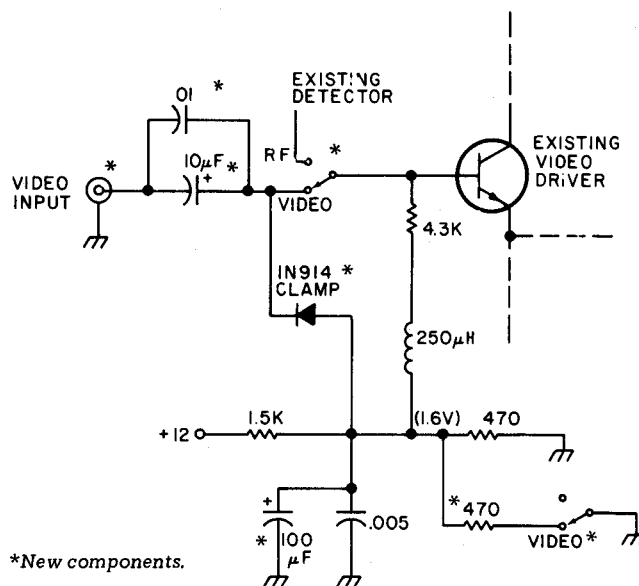 01 *
EXISTING
DETECTOR
*
10µF *
+
RF
*
VIDEO
INPUT
VIDEO
EXISTING
VIDEO
DRIVER
4.3K
1N914 *
CLAMP
250µH
+12
1.5K
(1.6V)
470
+
*
100
µF
.005
*
470
VIDEO *
*New components.